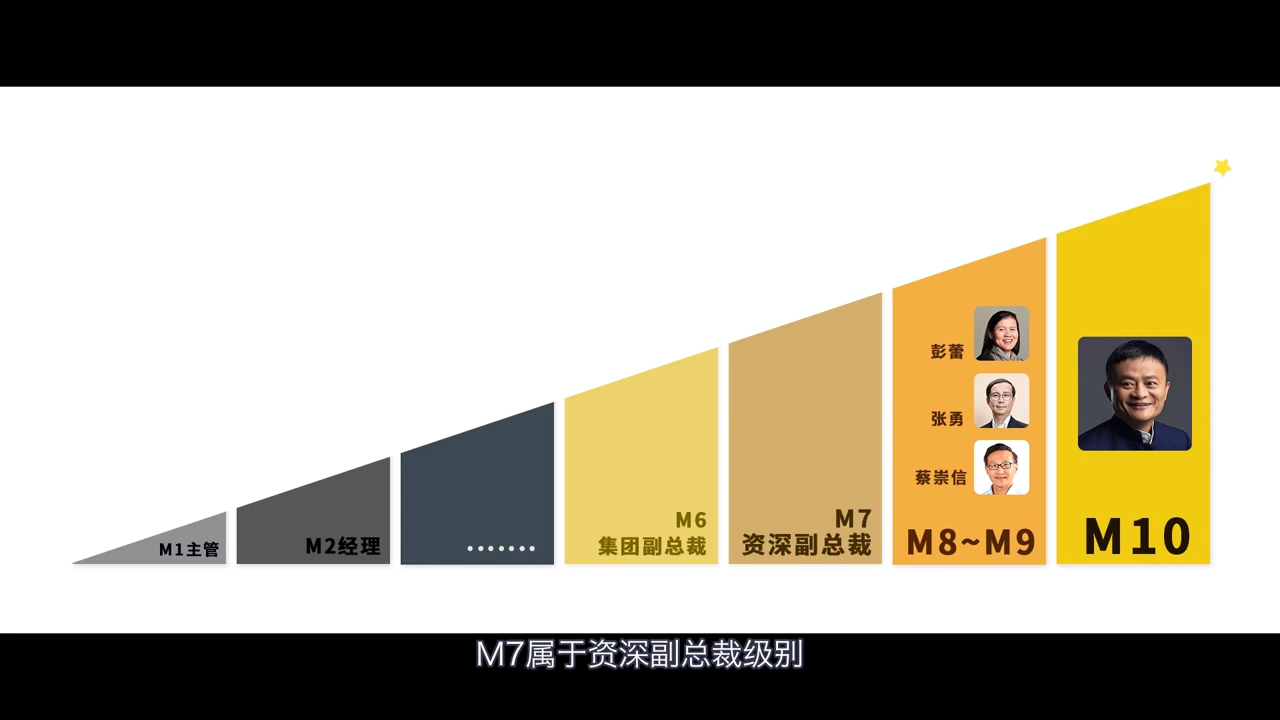 M1主管
M2经理
M6
集团副总裁
M7
资深副总裁
彭蕾
张勇
蔡崇信
M8~M9
M10
M7属于资深副总裁级别